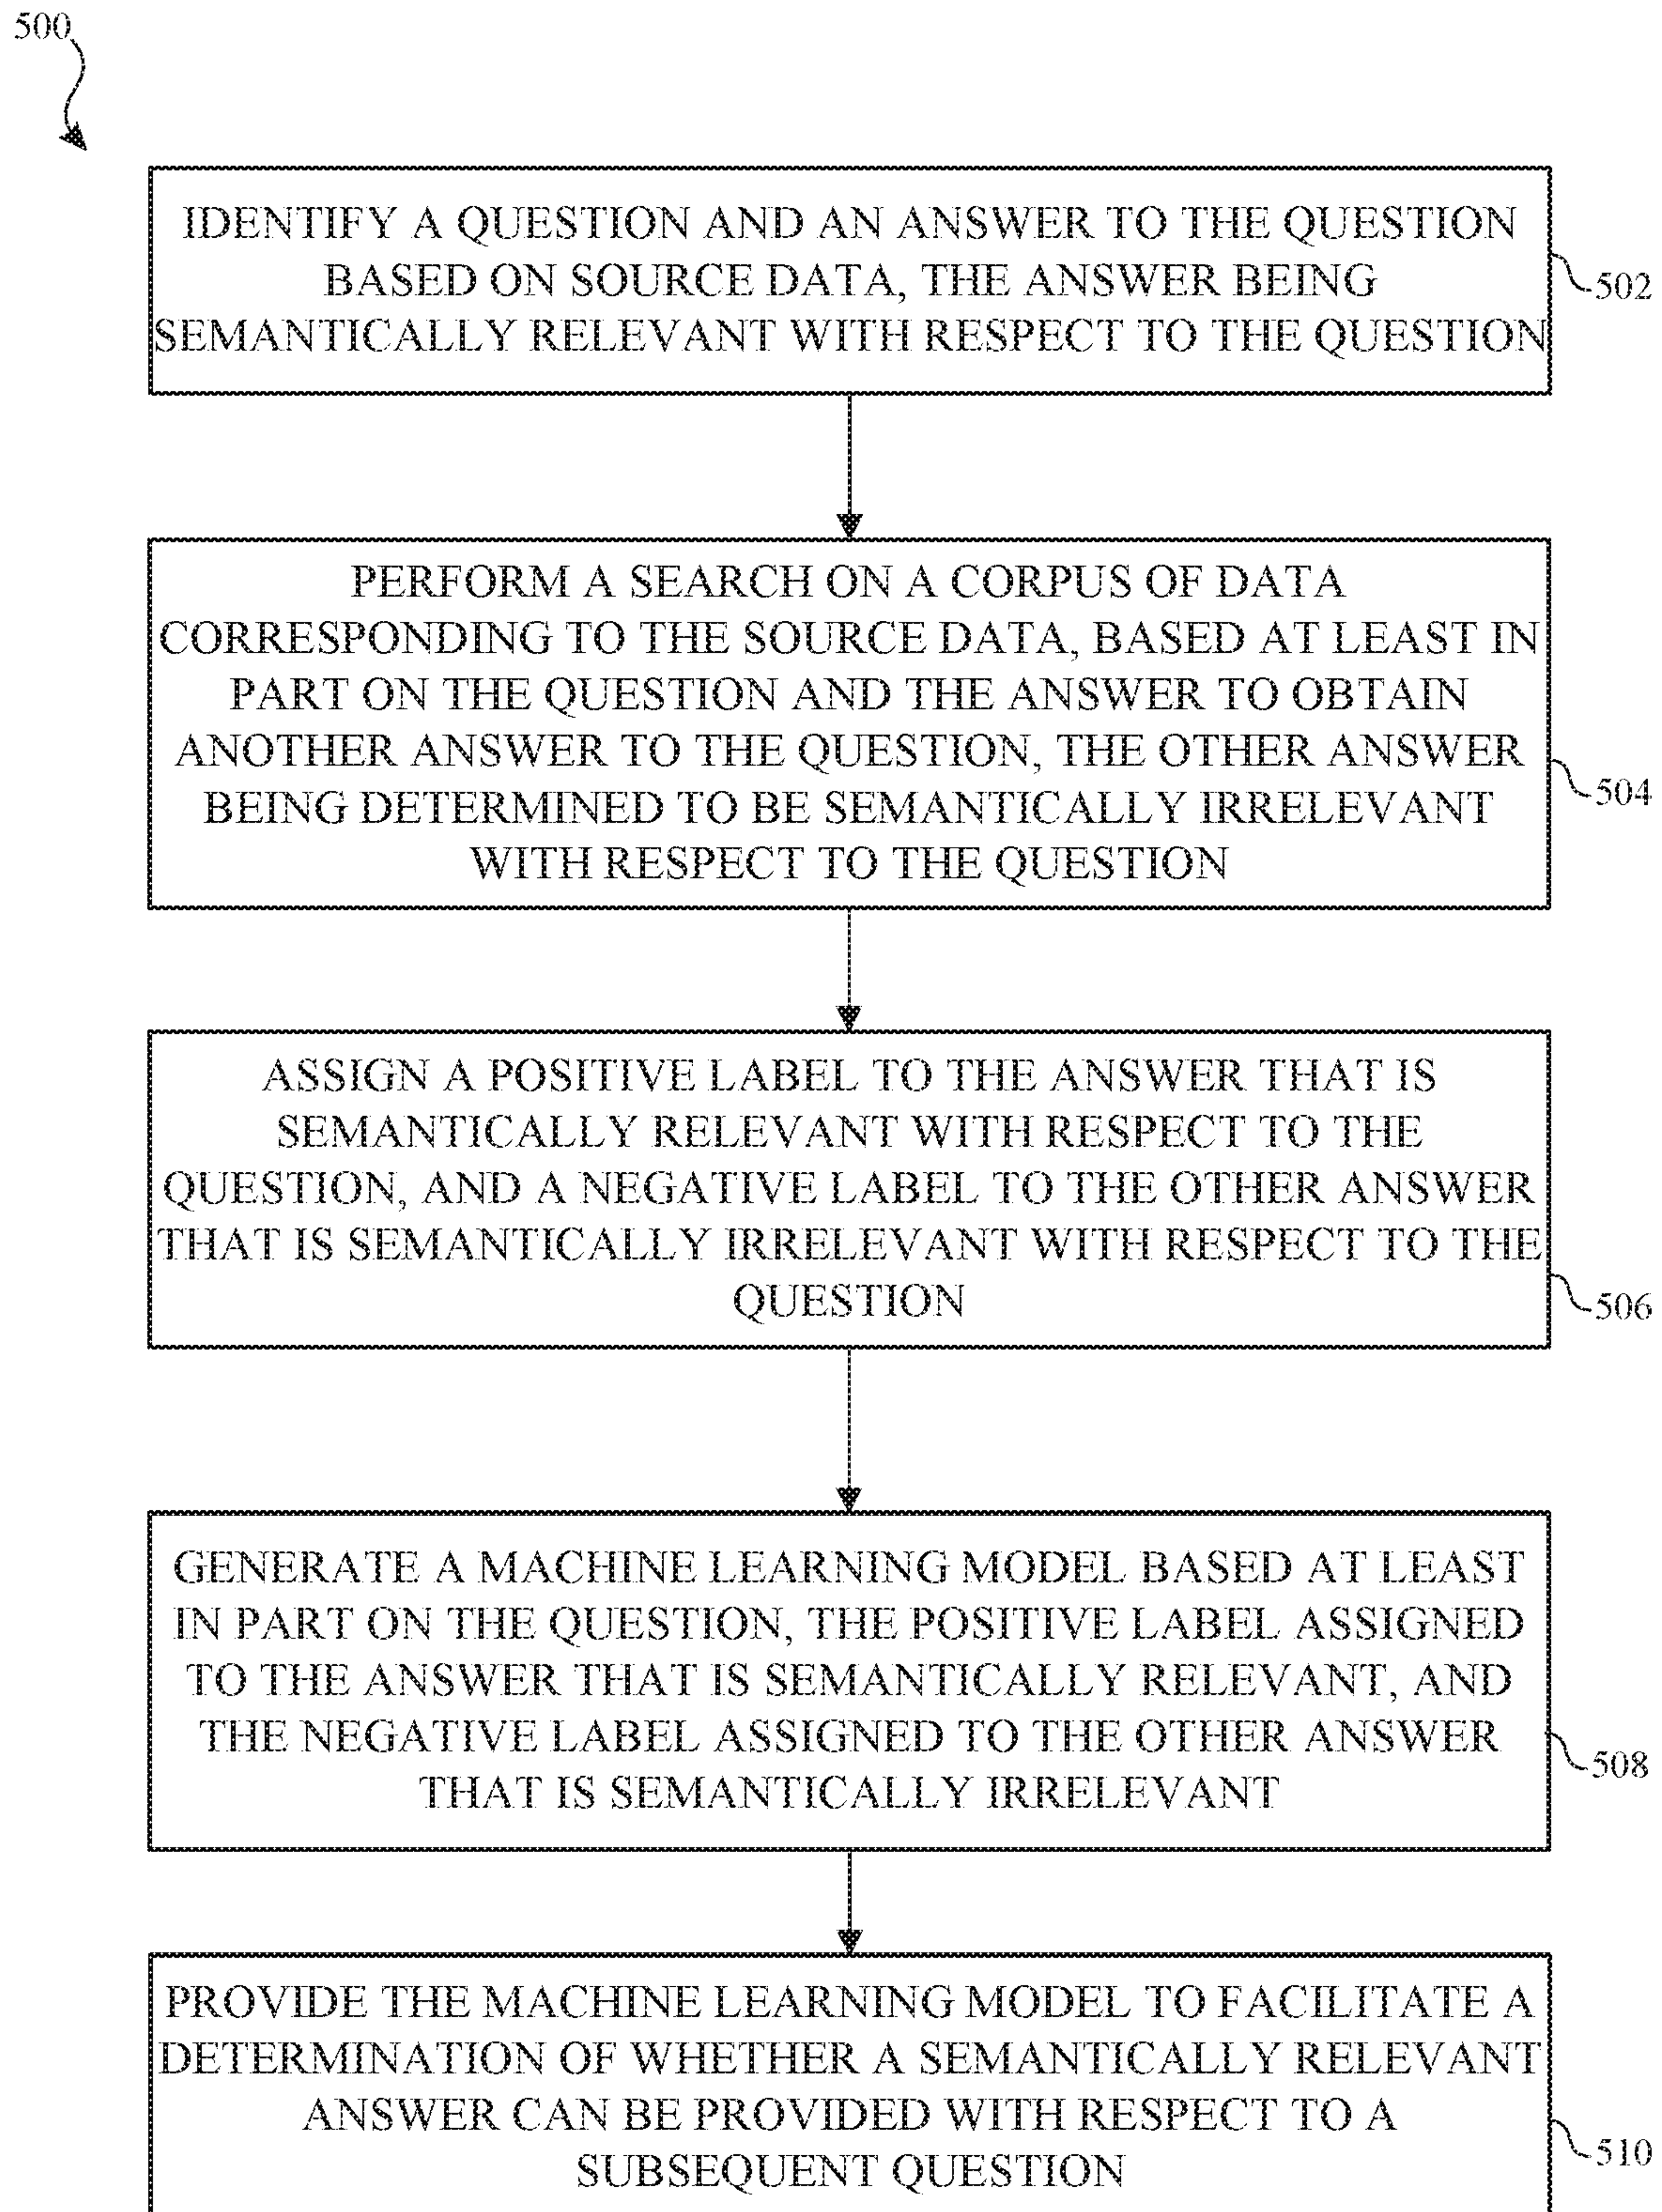 500
IDENTIFY A QUESTION AND AN ANSWER TO THE QUESTION
BASED ON SOURCE DATA, THE ANSWER BEING
SEMANTICALLY RELEVANT WITH RESPECT TO THE QUESTION
502
PERFORM A SEARCH ON A CORPUS OF DATA
CORRESPONDING TO THE SOURCE DATA, BASED AT LEAST IN
PART ON THE QUESTION AND THE ANSWER TO OBTAIN
ANOTHER ANSWER TO THE QUESTION, THE OTHER ANSWER
BEING DETERMINED TO BE SEMANTICALLY IRRELEVANT
WITH RESPECT TO THE QUESTION
504
ASSIGN A POSITIVE LABEL TO THE ANSWER THAT IS
SEMANTICALLY RELEVANT WITH RESPECT TO THE
QUESTION, AND A NEGATIVE LABEL TO THE OTHER ANSWER
THAT IS SEMANTICALLY IRRELEVANT WITH RESPECT TO THE
QUESTION
506
GENERATE A MACHINE LEARNING MODEL BASED AT LEAST
IN PART ON THE QUESTION, THE POSITIVE LABEL ASSIGNED
TO THE ANSWER THAT IS SEMANTICALLY RELEVANT, AND
THE NEGATIVE LABEL ASSIGNED TO THE OTHER ANSWER
THAT IS SEMANTICALLY IRRELEVANT
508
PROVIDE THE MACHINE LEARNING MODEL TO FACILITATE A
DETERMINATION OF WHETHER A SEMANTICALLY RELEVANT
ANSWER CAN BE PROVIDED WITH RESPECT TO A
SUBSEQUENT QUESTION
510